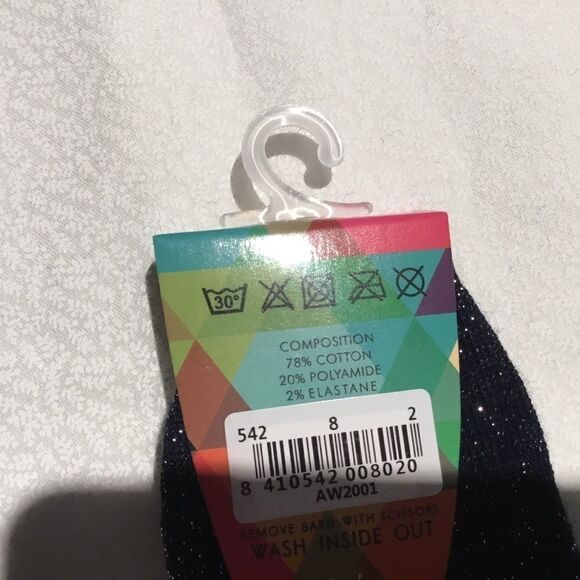 30°
COMPOSITION
78% COTTON
20% POLYAMIDE
2% ELASTANE
542 8 2
8 410542 008020
AW2001
REMOVE BARD WITH SCISSORS
WASH INSIDE OUT